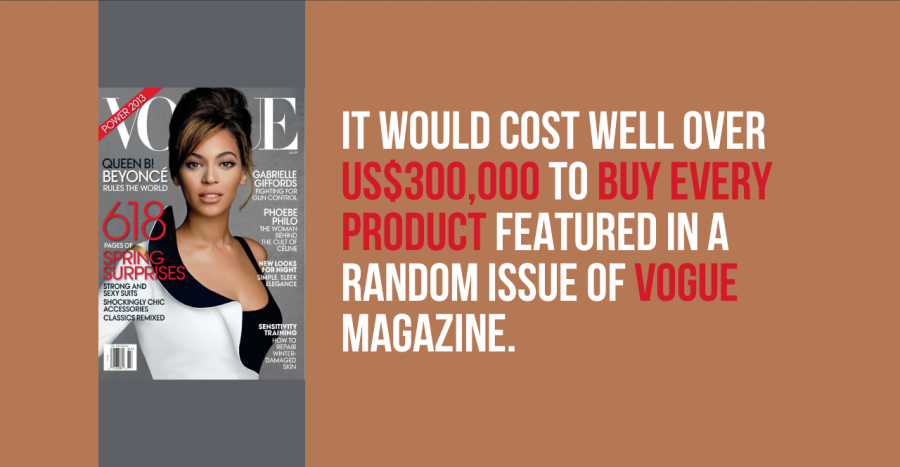 POWER 2013
VOGUE
QUEEN BI
BEYONCÉ
RULES THE WORLD
618
PAGES OF
SPRING
SURPRISES
STRONG AND
SEXY SUITS
SHOCKINGLY CHIC
ACCESSORIES
CLASSICS REMIXED
GABRIELLE
GIFFORDS
FIGHTING FOR
GUN CONTROL
PHOEBE
PHILO
THE WOMAN
BEHIND
THE CULT OF
CÉLINE
NEW LOOKS
FOR NIGHT
SIMPLE, SLEEK
ELEGANCE
SENSITIVITY
TRAINING
HOW TO
REPAIR
WINTER-
DAMAGED
SKIN
IT WOULD COST WELL OVER
US$300,000 TO BUY EVERY
PRODUCT FEATURED IN A
RANDOM ISSUE OF VOGUE
MAGAZINE.